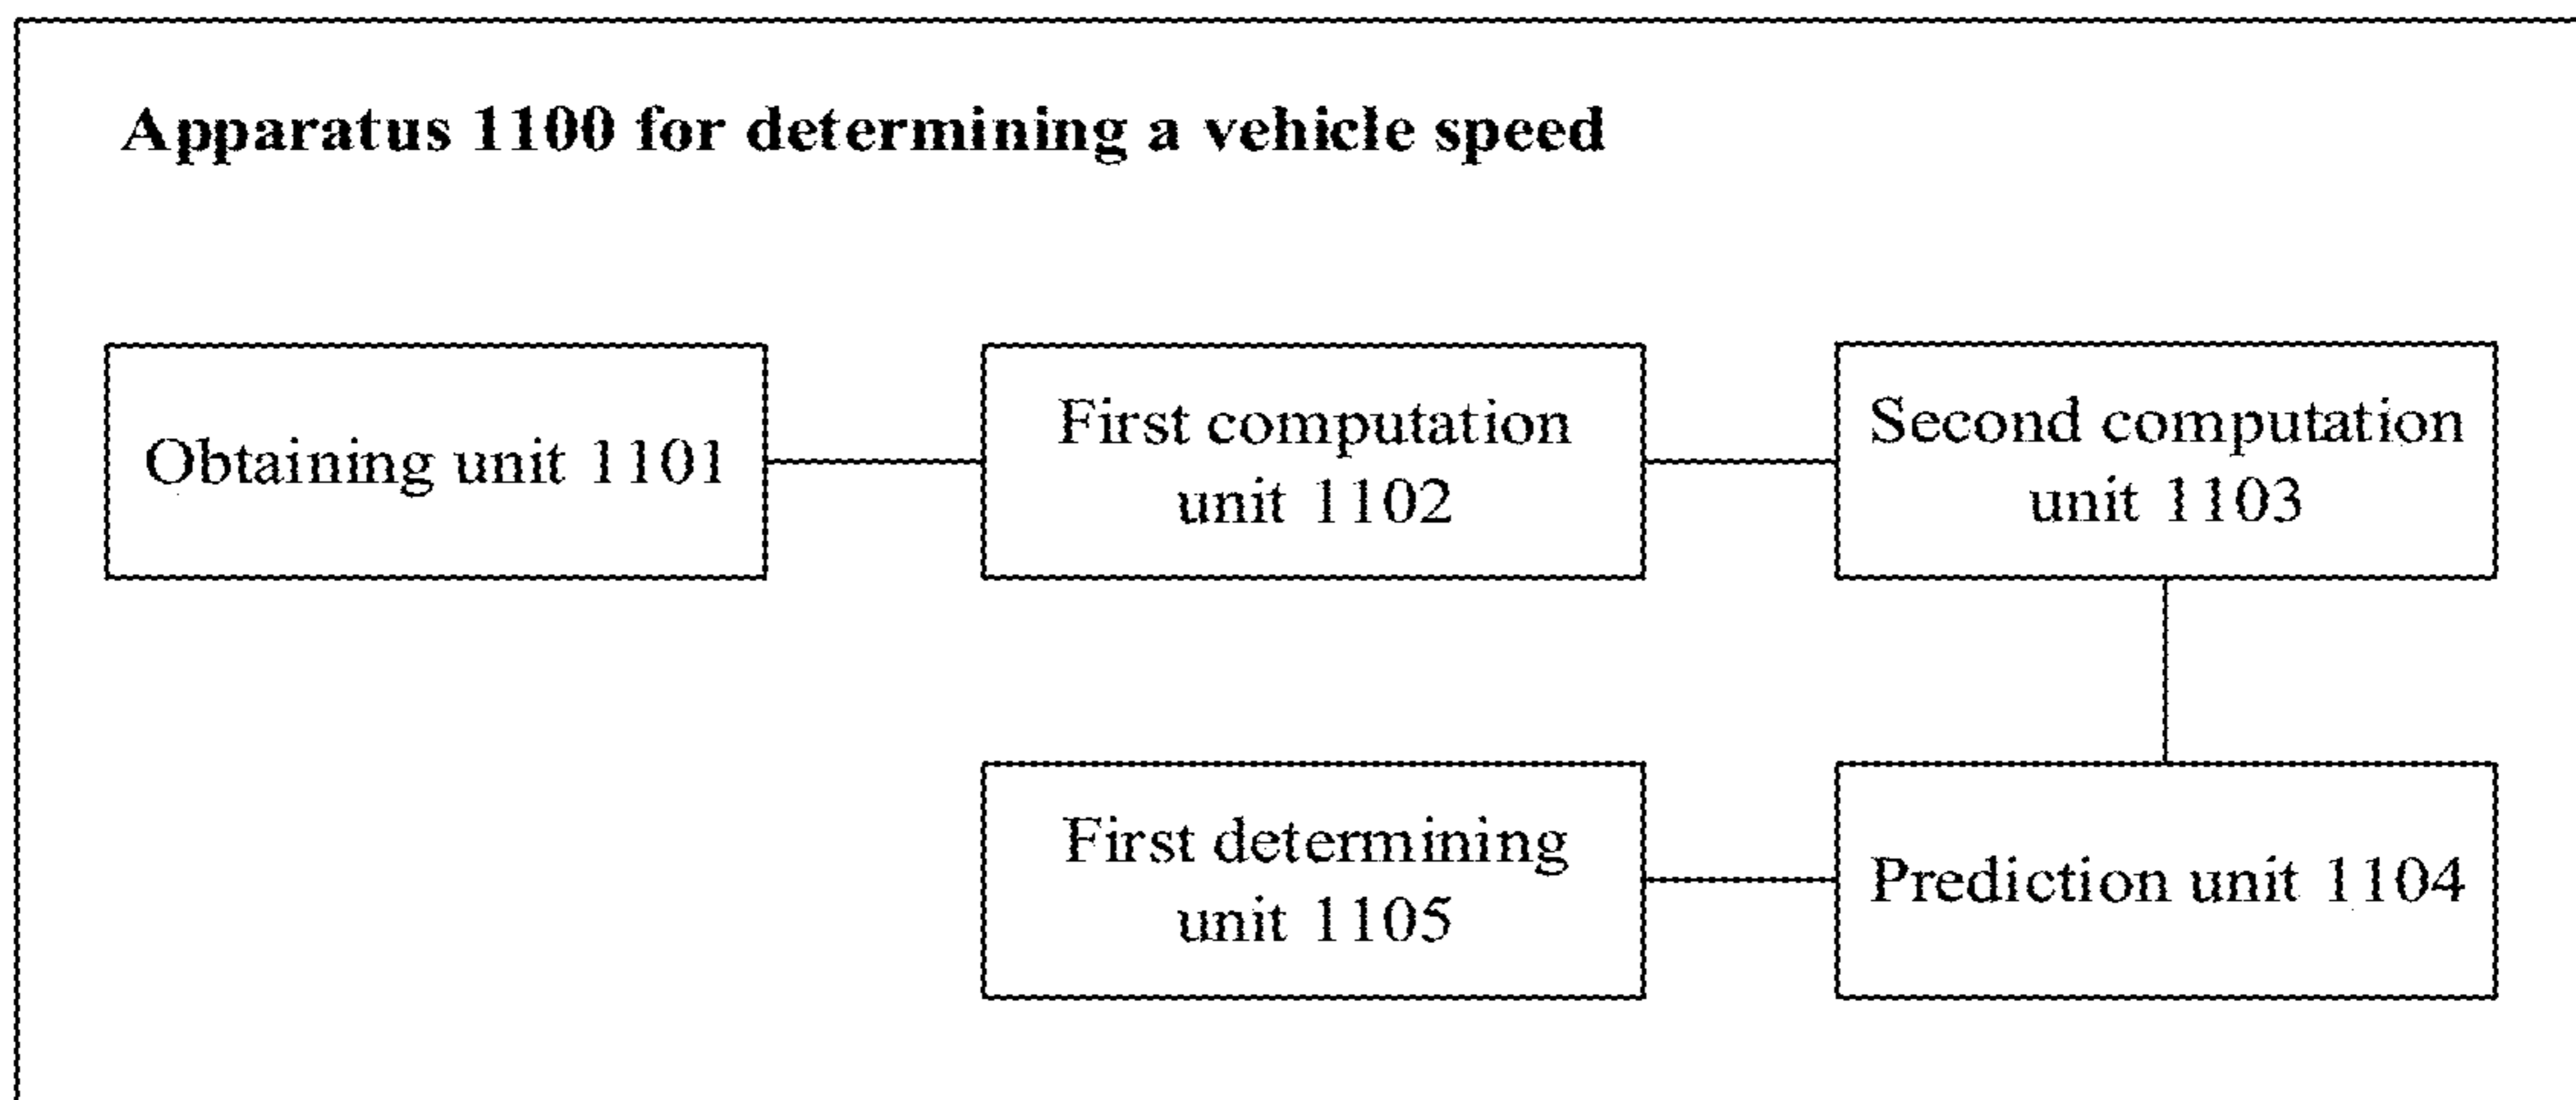 Apparatus 1100 for determining a vehicle speed
Obtaining unit 1101
First computation
unit 1102
Second computation
unit 1103
First determining
unit 1105
Prediction unit 1104